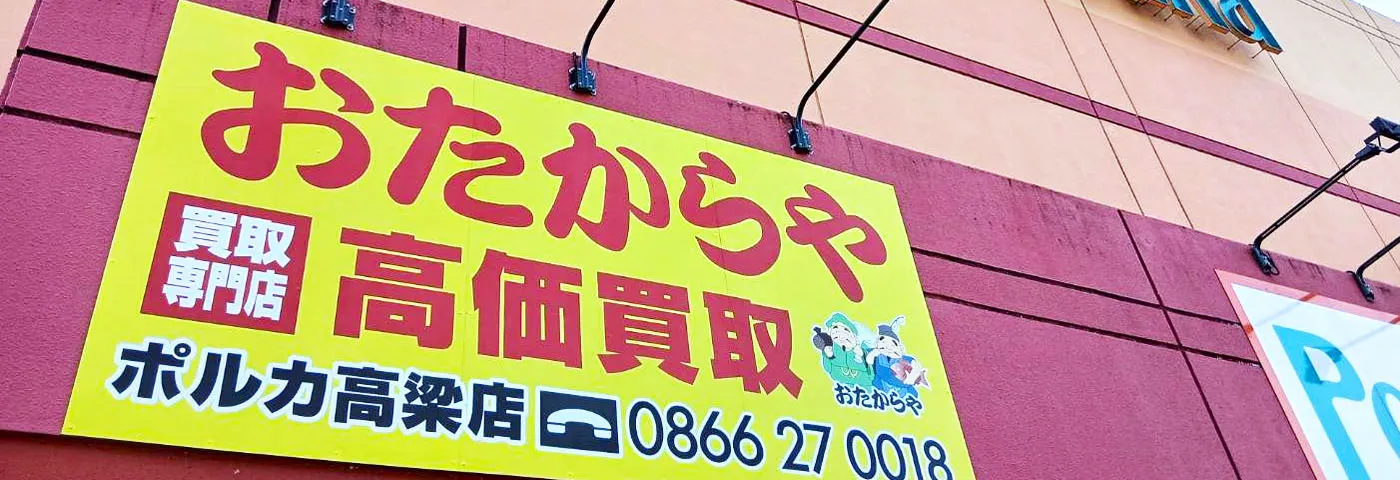 おたからや
買取
専門店
高価買取
おたからや
ポルカ高梁店
0866 27 0018